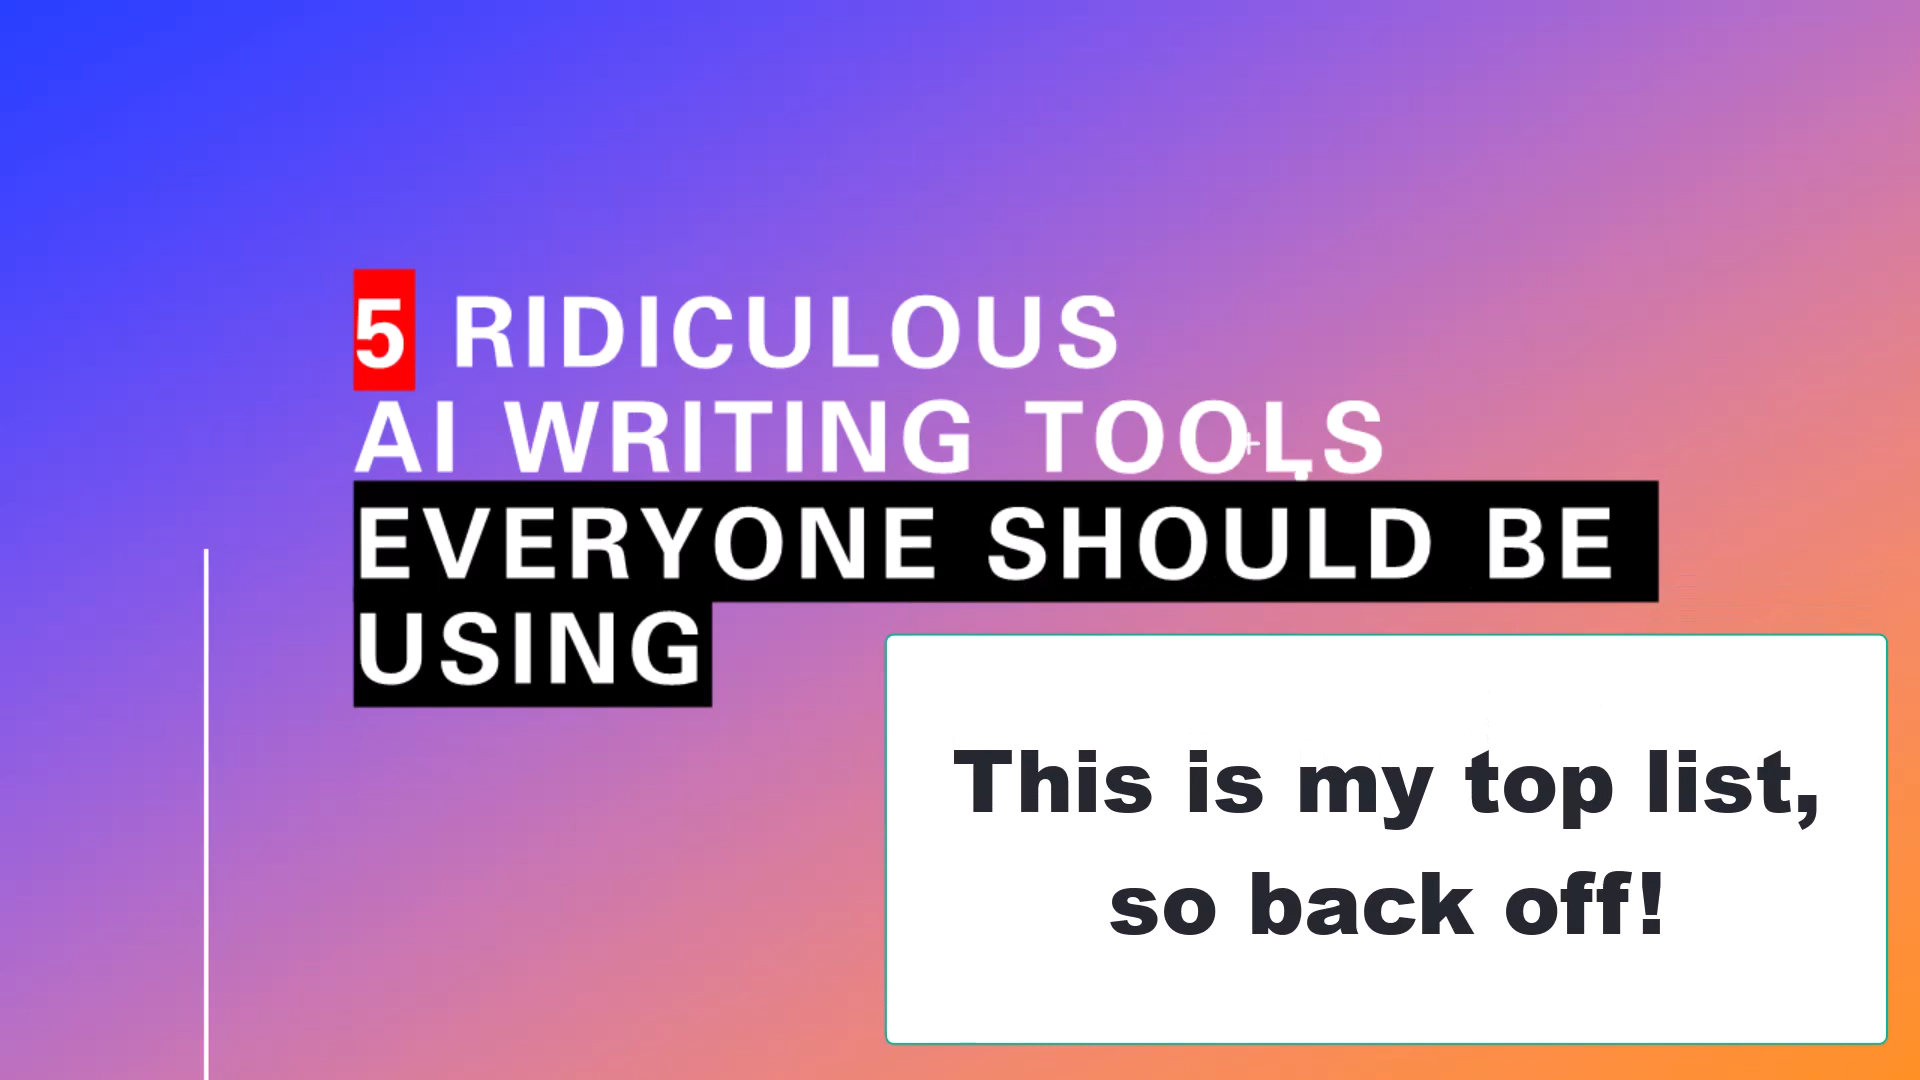 5 RIDICULOUS
AI WRITING TOOLS
EVERYONE SHOULD BE
USING
This is my top list,
so back off!